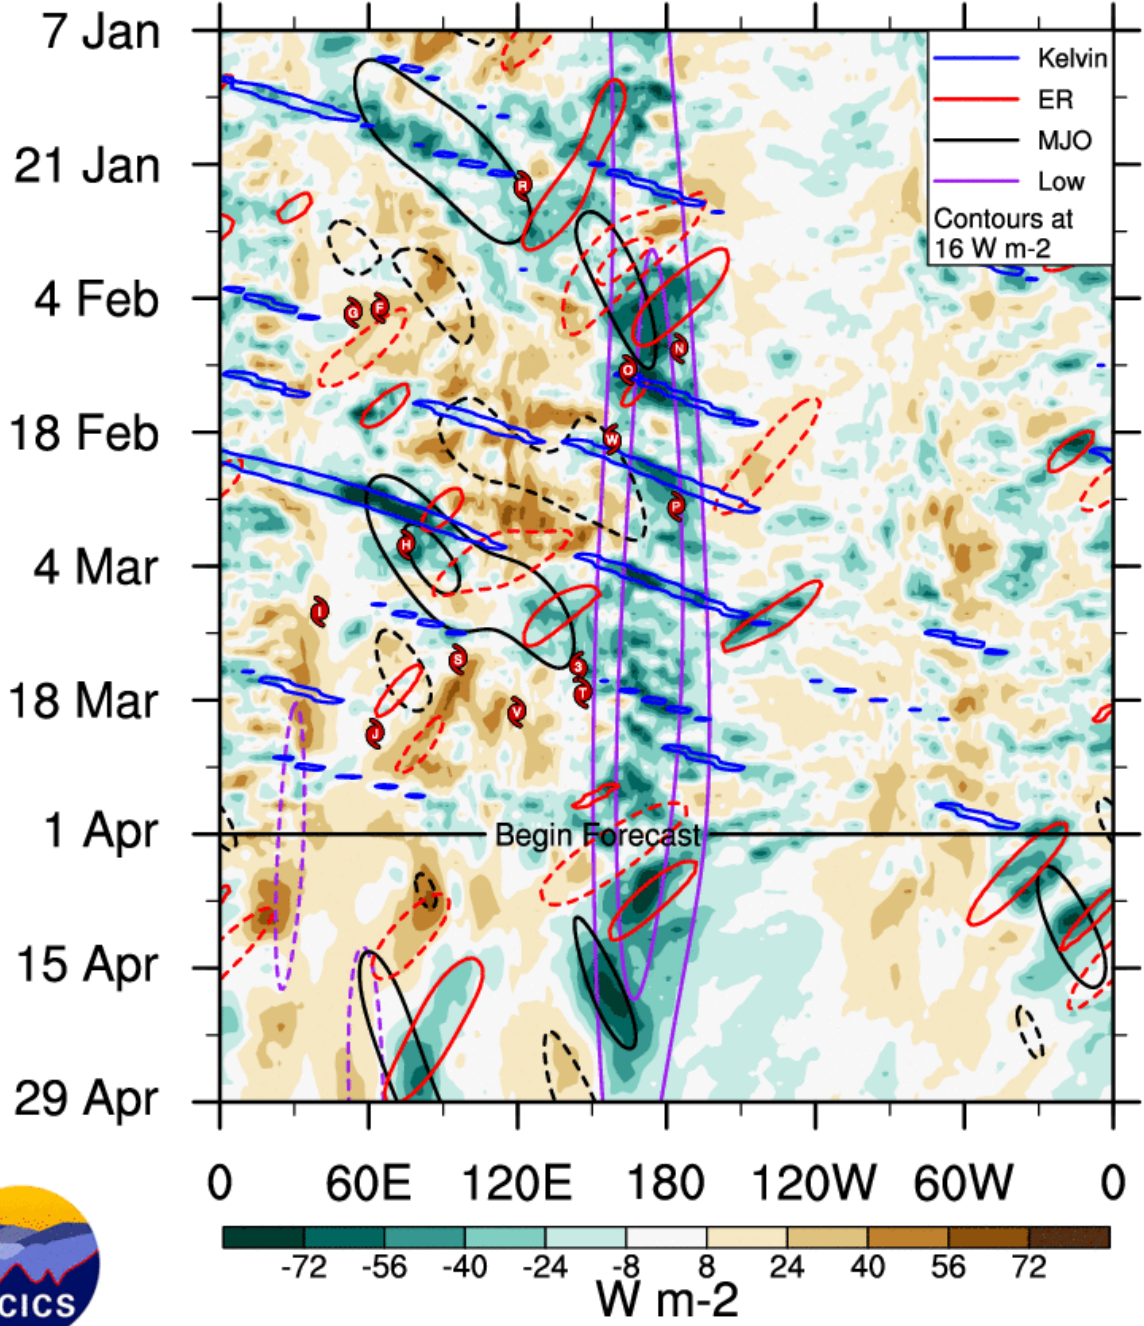 7 Jan
21 Jan
4 Feb
18 Feb
4 Mar
18 Mar
1 Apr
15 Apr
29 Apr
Kelvin
ER
MJO
Low
Contours at
16 W m-2
R
G F
N
O
W
P
H
I
S 3
T
V
J
Begin Forecast
0 60E 120E 180 120W 60W 0
-72 -56 -40 -24 -8 8 24 40 56 72
W m-2
CICS